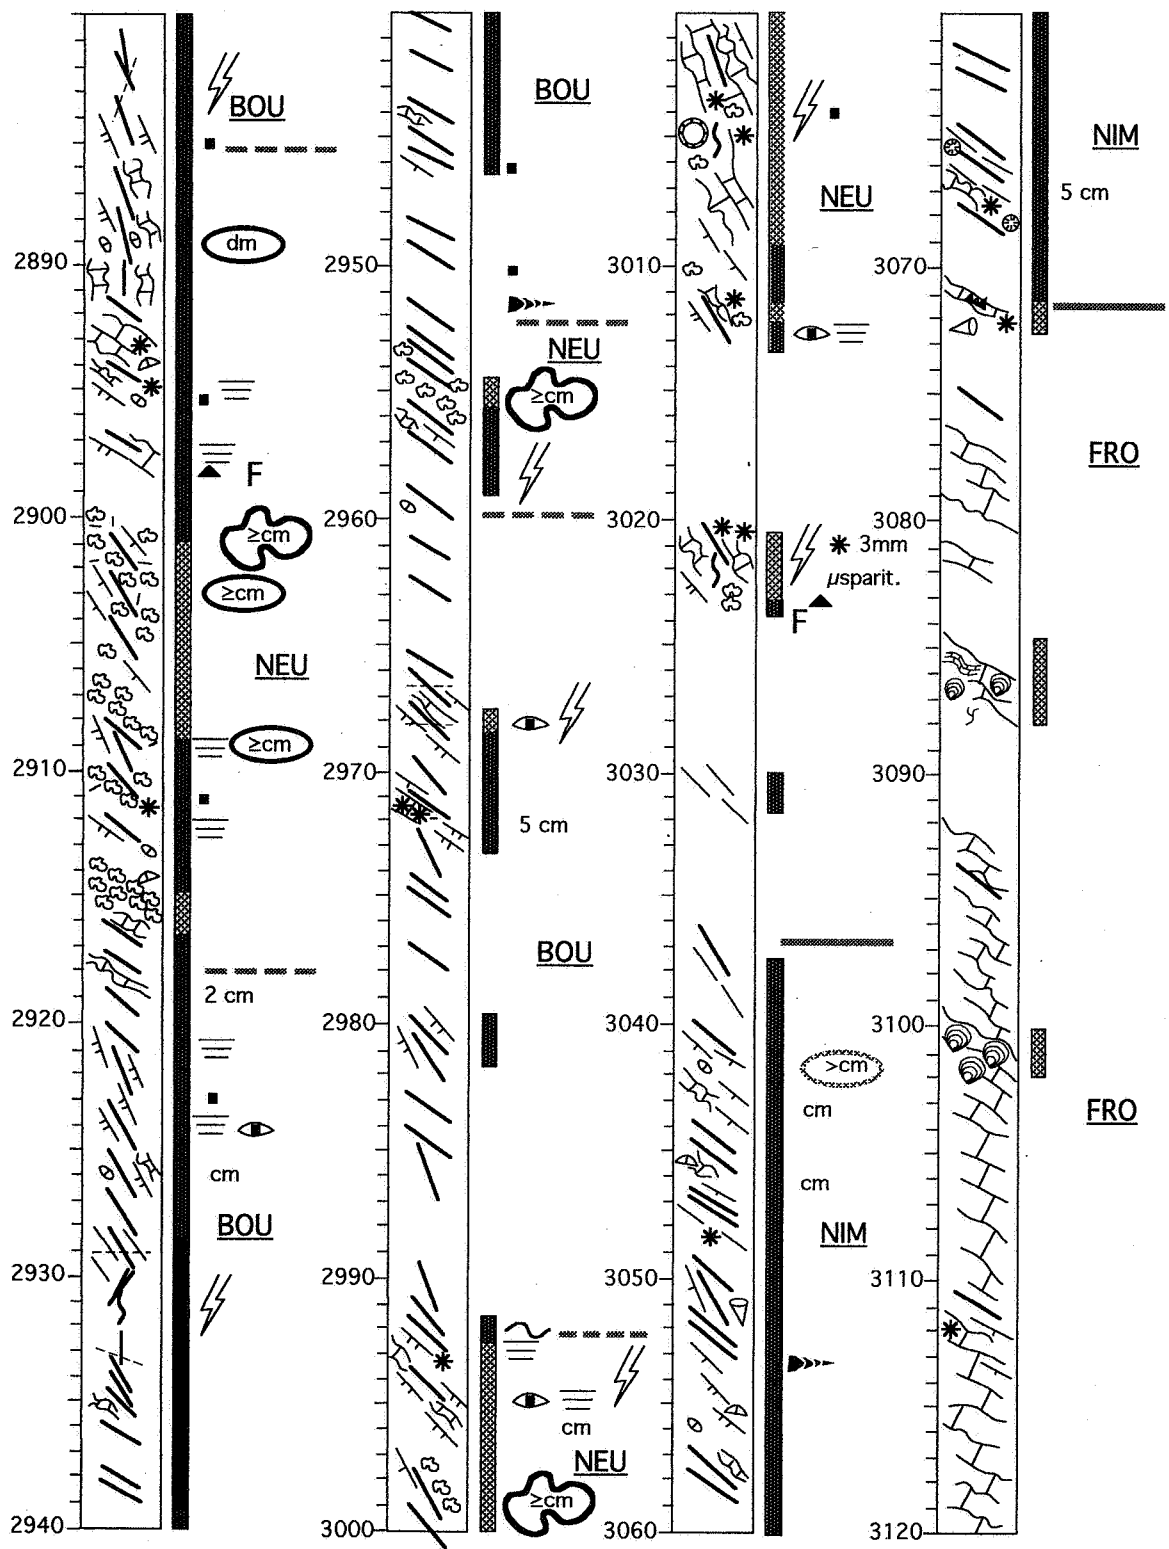 BOU
dm
2890
F
2900
≥cm
≥cm
NEU
≥cm
2910
2 cm
2920
cm
BOU
2930
2940
BOU
2950
NEU
≥cm
2960
2970
5 cm
BOU
2980
2990
cm
NEU
≥cm
3000
NEU
3010
3020
3mm
µsparit.
F
3030
3040
>cm
cm
cm
NIM
3050
3060
NIM
5 cm
3070
FRO
3080
3090
3100
FRO
3110
3120